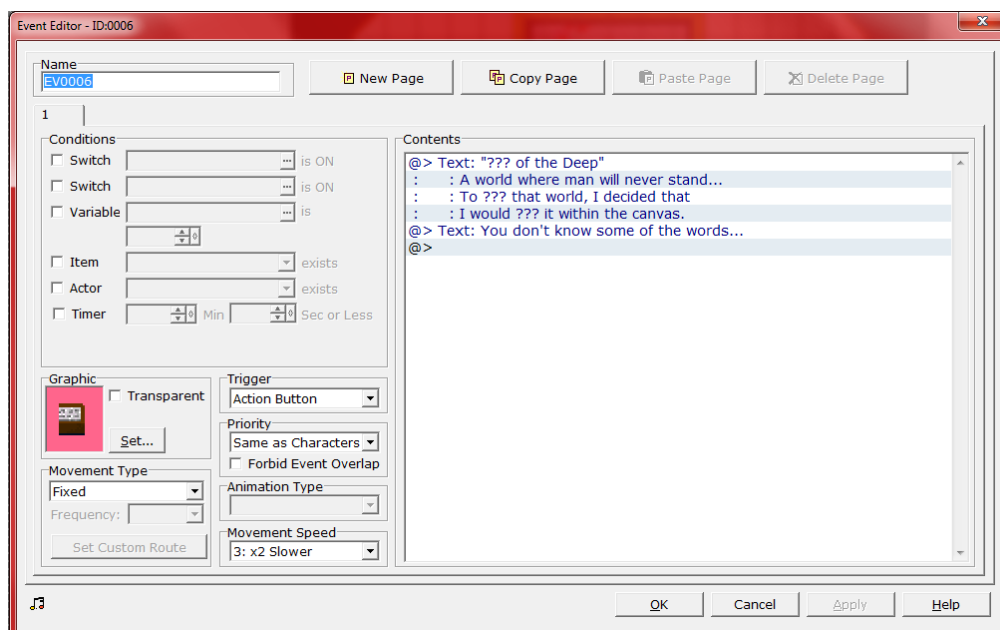 Event Editor - ID:0006
Name
EV0006
New Page
Copy Page
Paste Page
Delete Page
1
Conditions
Switch
... is ON
Switch
... is ON
Variable
... is
Item
exists
Actor
exists
Timer
Min
Sec or Less
Graphic
Transparent
Set...
Trigger
Action Button
Priority
Same as Characters
Forbid Event Overlap
Movement Type
Fixed
Frequency:
Set Custom Route
Animation Type
Movement Speed
3: x2 Slower
Contents
@> Text: "??? of the Deep"
: : A world where man will never stand...
: : To ??? that world, I decided that
: : I would ??? it within the canvas.
@> Text: You don't know some of the words...
@>
OK
Cancel
Apply
Help